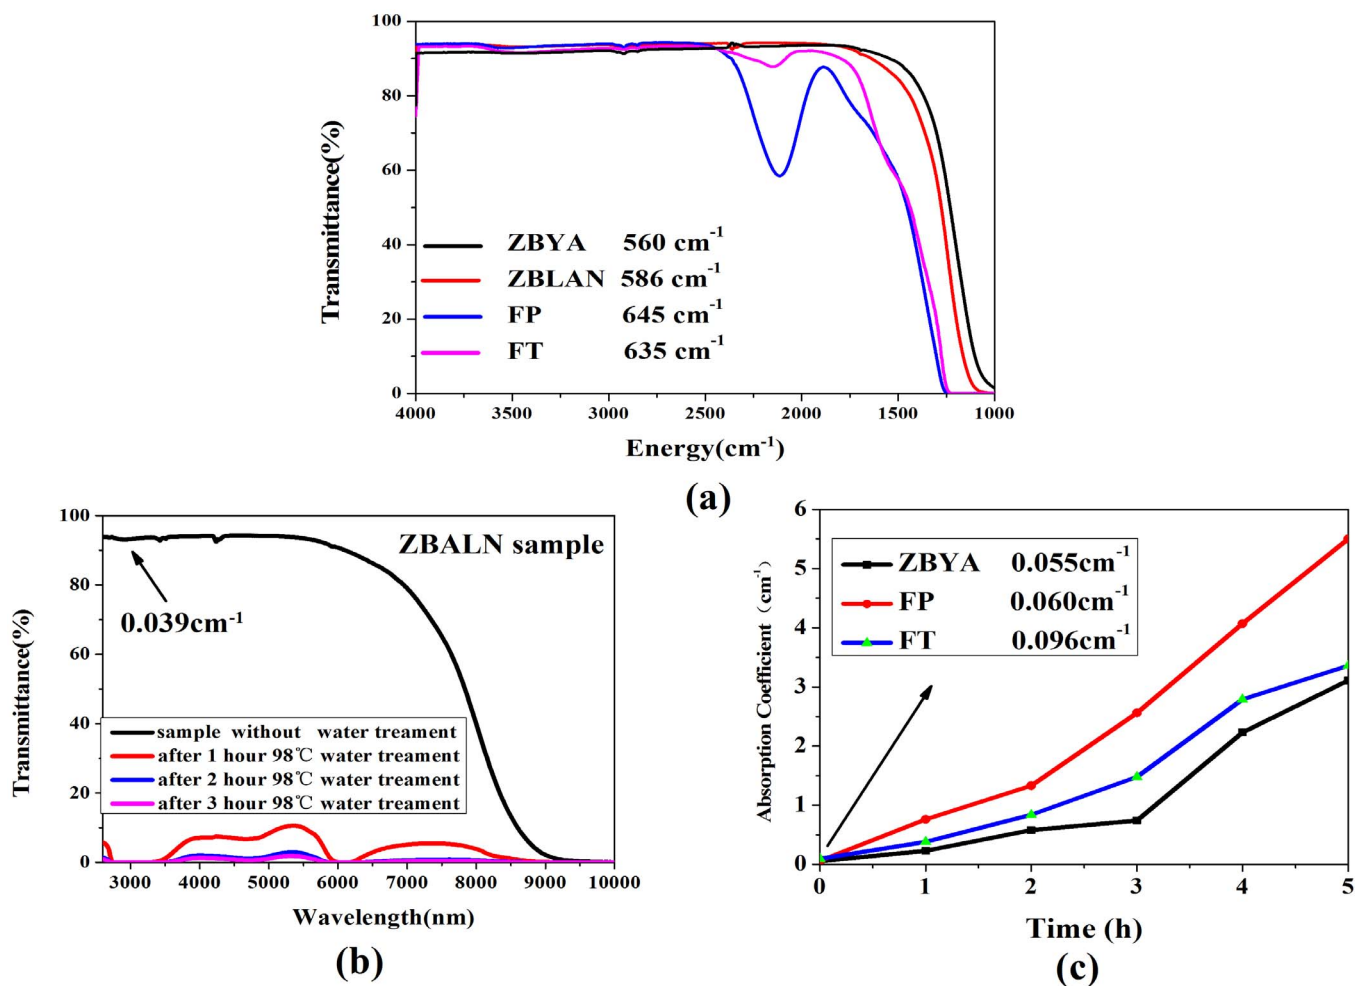 100
80
60
40
20
0
Transmittance(%)
ZBYA 560 cm-1
ZBLAN 586 cm-1
FP 645 cm-1
FT 635 cm-1
4000 3500 3000 2500 2000 1500 1000
Energy(cm-1)
(a)
100
80
60
40
20
0
Transmittance(%)
ZBALN sample
0.039cm-1
sample without water treament
after 1 hour 98℃ water treament
after 2 hour 98℃ water treament
after 3 hour 98℃ water treament
3000 4000 5000 6000 7000 8000 9000 10000
Wavelength(nm)
(b)
6
5
4
3
2
1
0
Absorption Coefficient（cm-1）
ZBYA 0.055cm-1
FP 0.060cm-1
FT 0.096cm-1
0 1 2 3 4 5
Time (h)
(c)